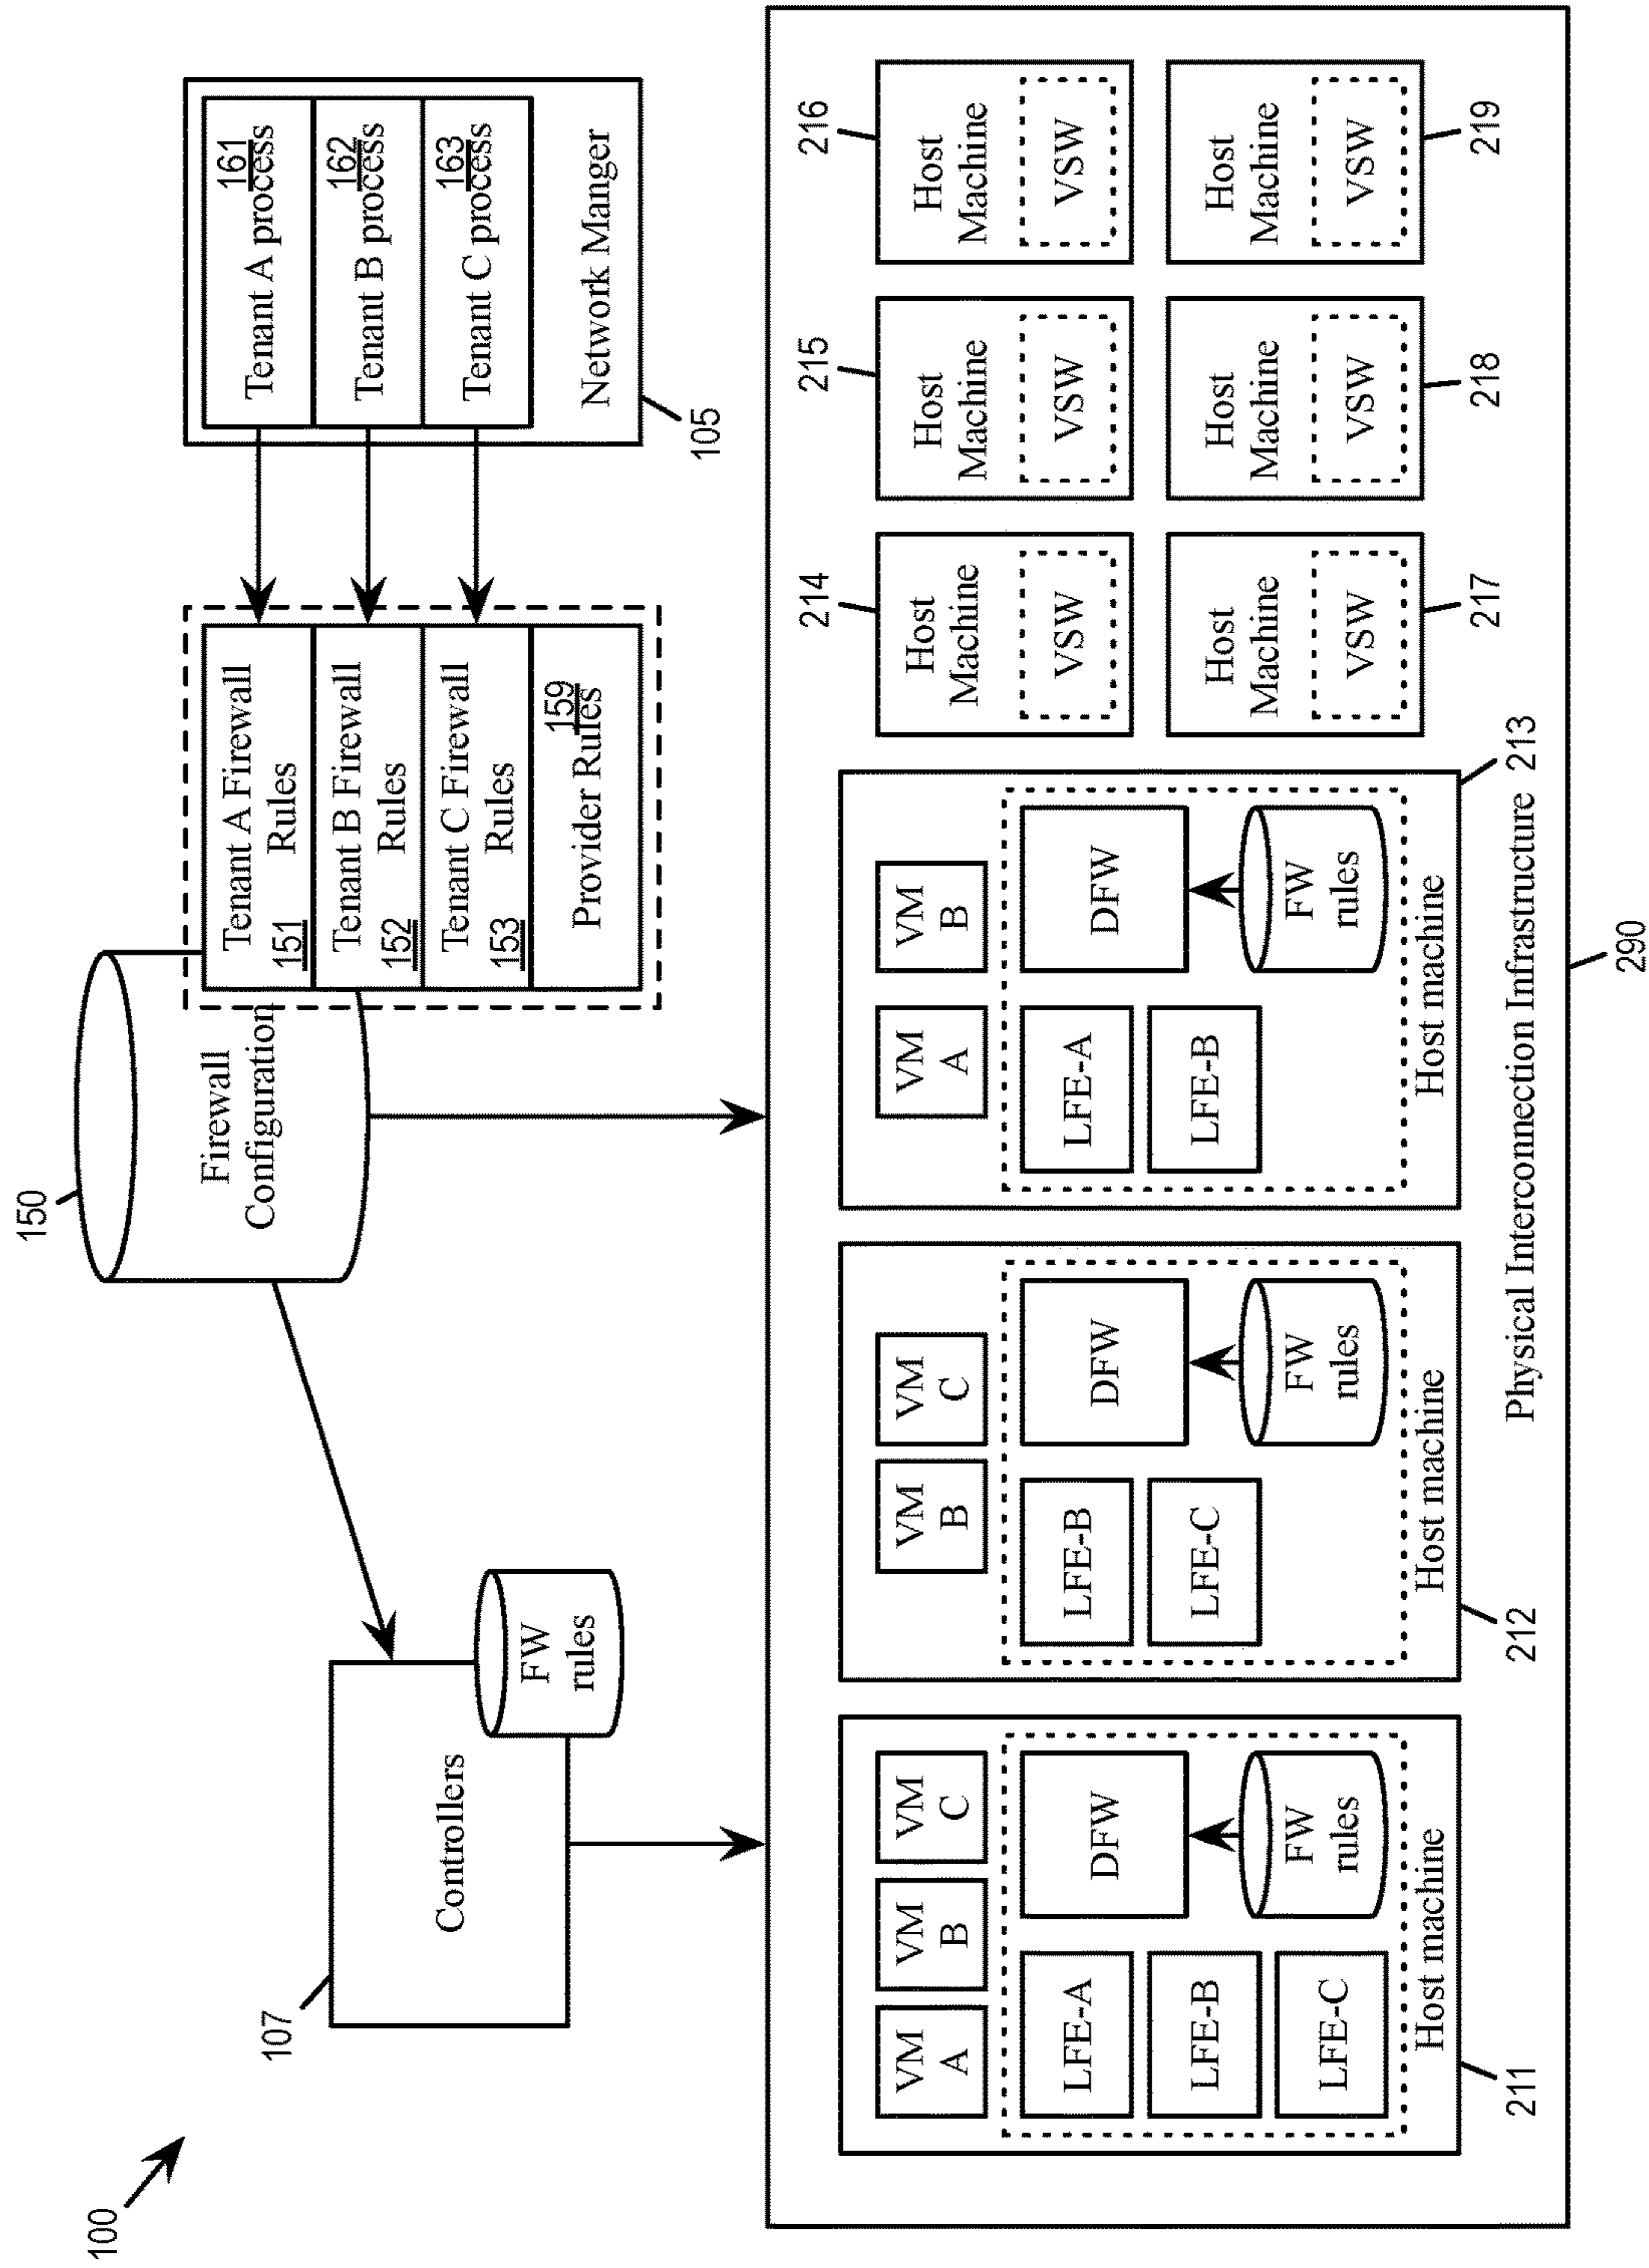 100
107
Controllers
FW
rules
150
Firewall
Configuration
Tenant A Firewall
Rules
151
Tenant B Firewall
Rules
152
Tenant C Firewall
Rules
153
Provider Rules
159
Tenant A process
161
Tenant B process
162
Tenant C process
163
Network Manger
105
VM
A
VM
B
VM
C
LFE-A
LFE-B
LFE-C
DFW
FW
rules
Host machine
211
VM
B
VM
C
LFE-B
LFE-C
DFW
FW
rules
Host machine
212
VM
A
VM
B
LFE-A
LFE-B
DFW
FW
rules
Host machine
213
214
Host
Machine
VSW
215
Host
Machine
VSW
216
Host
Machine
VSW
Host
Machine
VSW
217
Host
Machine
VSW
218
Host
Machine
VSW
219
Physical Interconnection Infrastructure
290